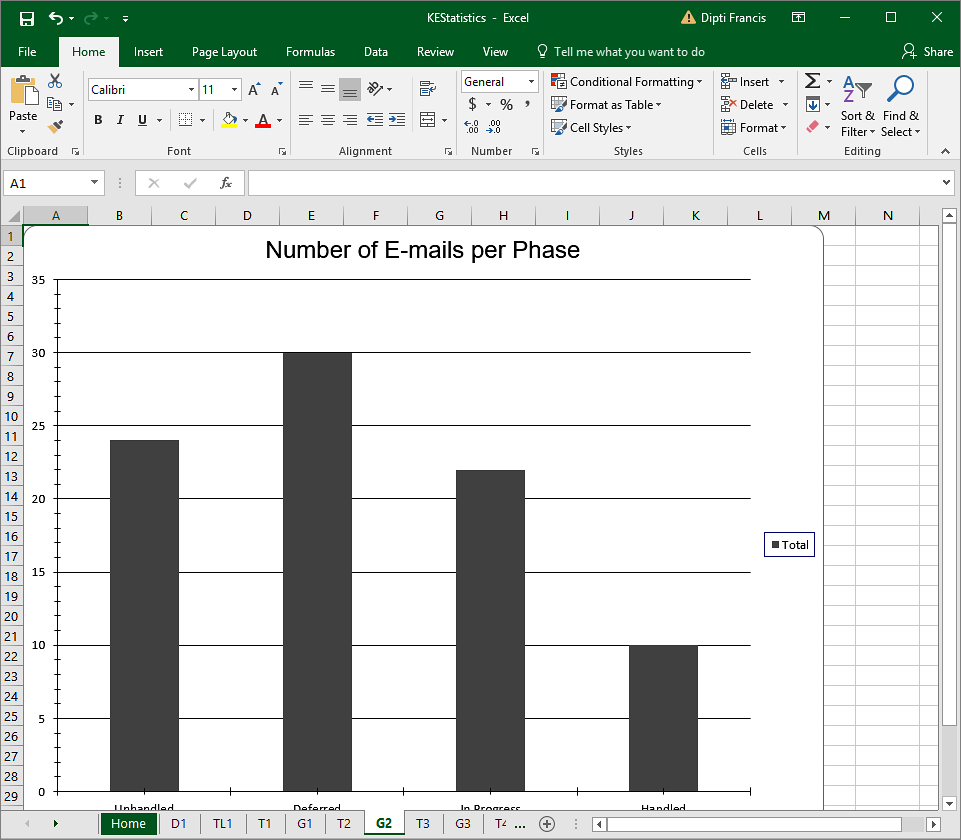 KEStatistics - Excel
Dipti Francis
File Home Insert Page Layout Formulas Data Review View Tell me what you want to do Share
Paste
Calibri 11 A A
B I U A
General
$ % ,
.0 .00
.00 .0
Conditional Formatting
Format as Table
Cell Styles
Insert
Delete
Format
Σ
A
Z
Sort & Filter
Find & Select
Clipboard Font Alignment Number Styles Cells Editing
A1 fx
A B C D E F G H I J K L M N
1
2
3
4
5
6
7
8
9
10
11
12
13
14
15
16
17
18
19
20
21
22
23
24
25
26
27
28
29
Number of E-mails per Phase
35
30
25
20
15
10
5
0
Total
Unhandled Deferred In Progress Handled
Home D1 TL1 T1 G1 T2 G2 T3 G3 T4 ...